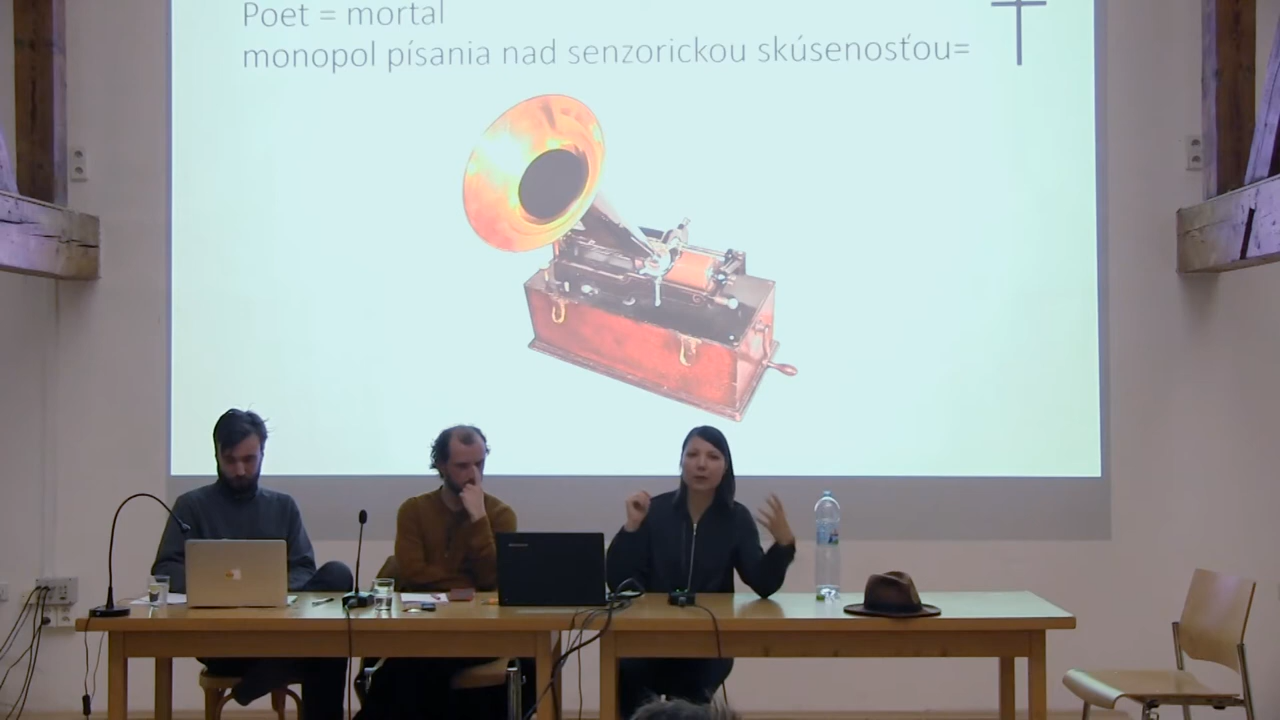 Poet = mortal
monopol písania nad senzorickou skúsenosťou=